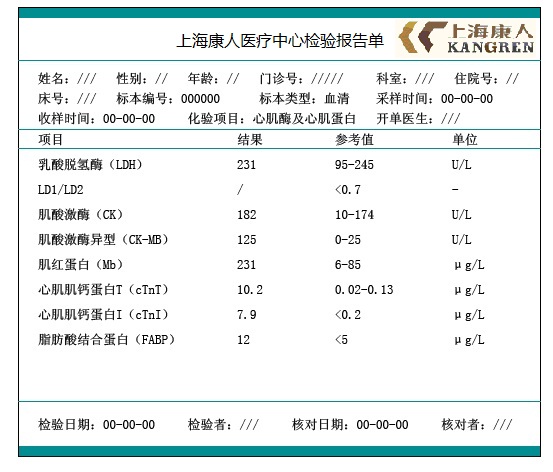 上海康人医疗中心检验报告单
上海康人
KANGREN
姓名：/// 性别：// 年龄：// 门诊号：///// 科室：/// 住院号：//
床号：/// 标本编号：000000 标本类型：血清 采样时间：00-00-00
收样时间：00-00-00 化验项目：心肌酶及心肌蛋白 开单医生：///
项目 结果 参考值 单位
乳酸脱氢酶（LDH） 231 95-245 U/L
LD1/LD2 / <0.7 -
肌酸激酶（CK） 182 10-174 U/L
肌酸激酶异型（CK-MB） 125 0-25 U/L
肌红蛋白（Mb） 231 6-85 μg/L
心肌肌钙蛋白T（cTnT） 10.2 0.02-0.13 μg/L
心肌肌钙蛋白I（cTnI） 7.9 <0.2 μg/L
脂肪酸结合蛋白（FABP） 12 <5 μg/L
检验日期：00-00-00 检验者：/// 核对日期：00-00-00 核对者：///